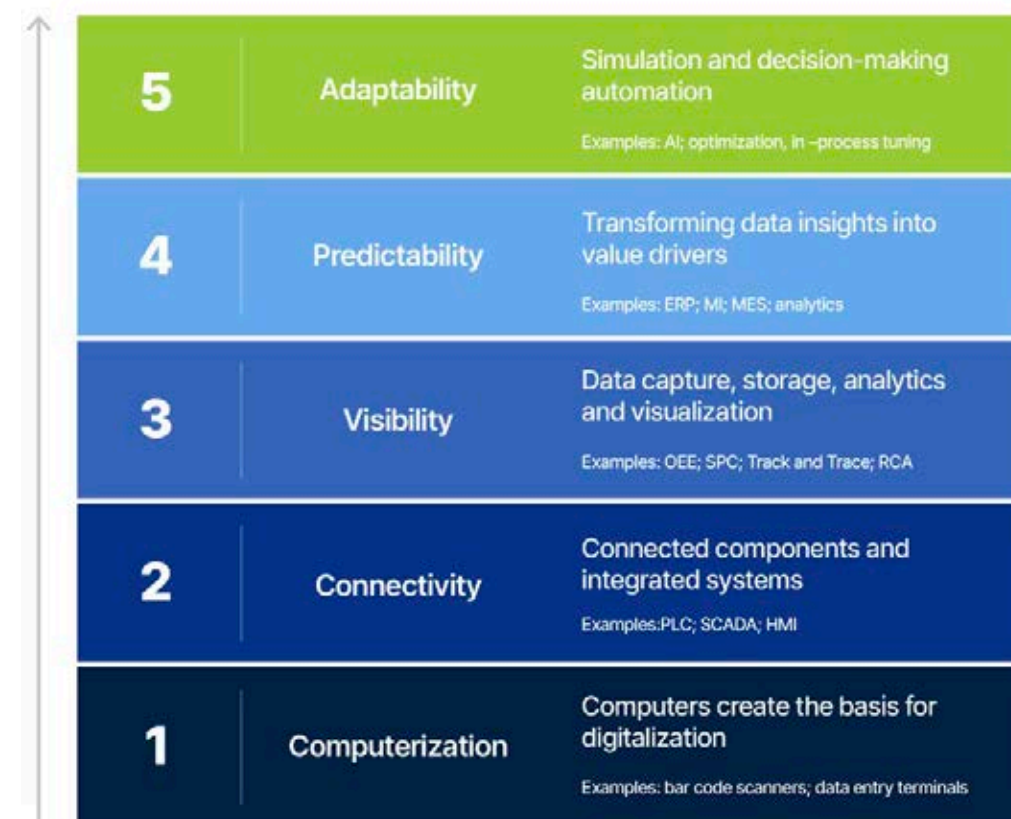 5
Adaptability
Simulation and decision-making
automation
Examples: AI; optimization, in –process tuning
4
Predictability
Transforming data insights into
value drivers
Examples: ERP; MI; MES; analytics
3
Visibility
Data capture, storage, analytics
and visualization
Examples: OEE; SPC; Track and Trace; RCA
2
Connectivity
Connected components and
integrated systems
Examples:PLC; SCADA; HMI
1
Computerization
Computers create the basis for
digitalization
Examples: bar code scanners; data entry terminals